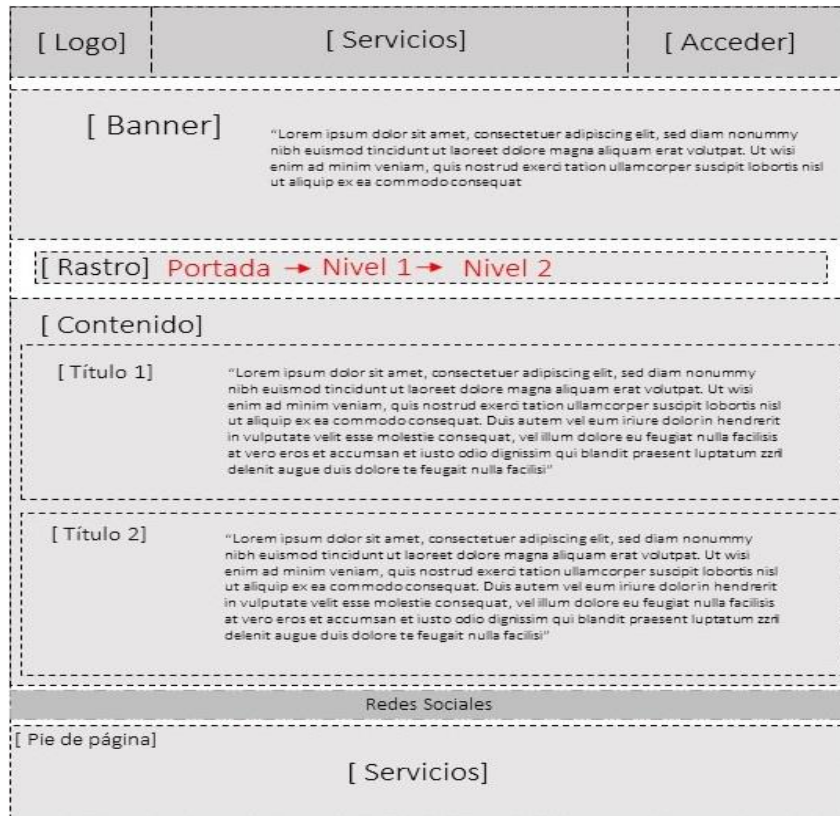 [ Logo] [ Servicios] [ Acceder]
[ Banner]
“Lorem ipsum dolor sit amet, consectetuer adipiscing elit, sed diam nonummy
nibh euismod tincidunt ut laoreet dolore magna aliquam erat volutpat. Ut wisi
enim ad minim veniam, quis nostrud exerci tation ullamcorper suscipit lobortis nisl
ut aliquip ex ea commodo consequat
[ Rastro] Portada → Nivel 1 → Nivel 2
[ Contenido]
[ Título 1]
“Lorem ipsum dolor sit amet, consectetuer adipiscing elit, sed diam nonummy
nibh euismod tincidunt ut laoreet dolore magna aliquam erat volutpat. Ut wisi
enim ad minim veniam, quis nostrud exerci tation ullamcorper suscipit lobortis nisl
ut aliquip ex ea commodo consequat. Duis autem vel eum iriure dolor in hendrerit
in vulputate velit esse molestie consequat, vel illum dolore eu feugiat nulla facilisis
at vero eros et accumsan et iusto odio dignissim qui blandit praesent luptatum zzril
delenit augue duis dolore te feugait nulla facilisi”
[ Título 2]
“Lorem ipsum dolor sit amet, consectetuer adipiscing elit, sed diam nonummy
nibh euismod tincidunt ut laoreet dolore magna aliquam erat volutpat. Ut wisi
enim ad minim veniam, quis nostrud exerci tation ullamcorper suscipit lobortis nisl
ut aliquip ex ea commodo consequat. Duis autem vel eum iriure dolor in hendrerit
in vulputate velit esse molestie consequat, vel illum dolore eu feugiat nulla facilisis
at vero eros et accumsan et iusto odio dignissim qui blandit praesent luptatum zzril
delenit augue duis dolore te feugait nulla facilisi”
Redes Sociales
[ Pie de página]
[ Servicios]